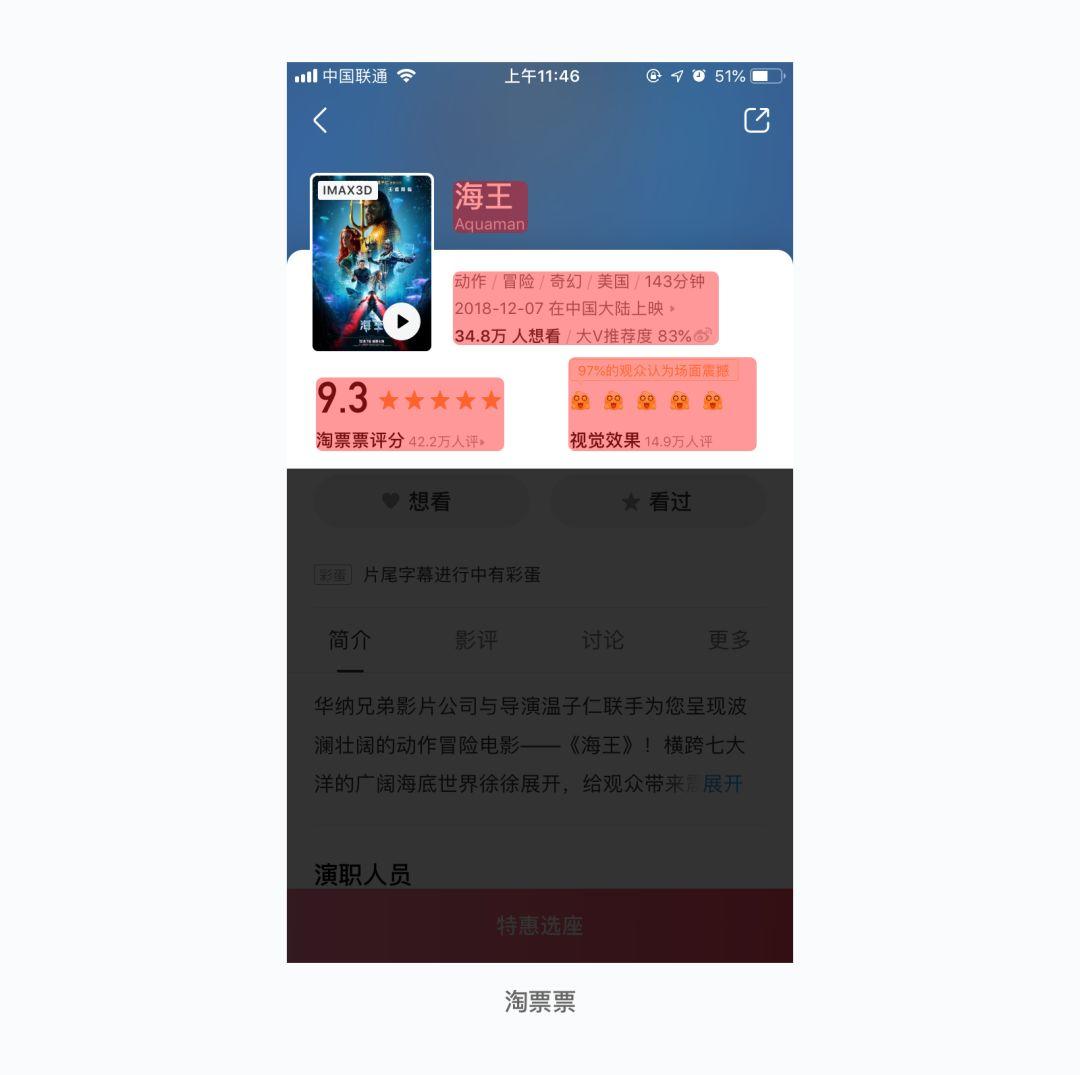 中国联通 上午11:46 51%
IMAX3D
海王
Aquaman
动作 / 冒险 / 奇幻 / 美国 / 143分钟
2018-12-07 在中国大陆上映
34.8万 人想看 / 大V推荐度 83%
97%的观众认为场面震撼
9.3
淘票票评分 42.2万人评
视觉效果 14.9万人评
想看
看过
彩蛋 片尾字幕进行中有彩蛋
简介 影评 讨论 更多
华纳兄弟影片公司与导演温子仁联手为您呈现波
澜壮阔的动作冒险电影——《海王》！横跨七大
洋的广阔海底世界徐徐展开，给观众带来 展开
演职人员
特惠选座
淘票票